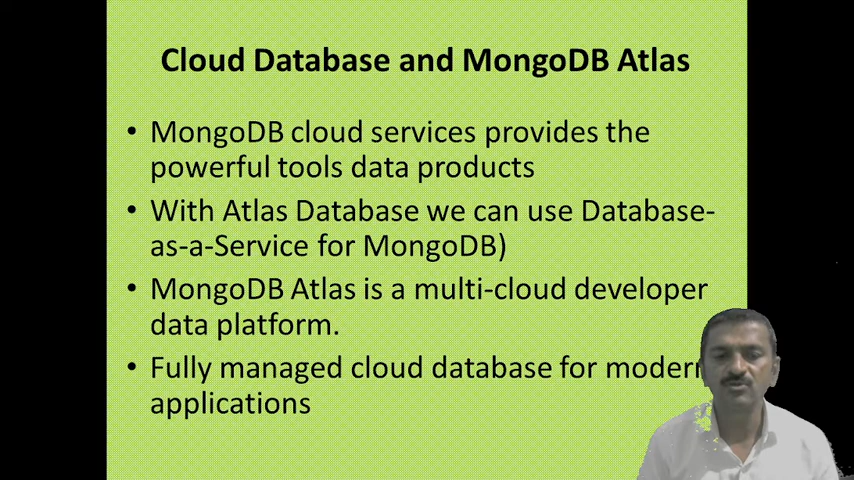 Cloud Database and MongoDB Atlas
• MongoDB cloud services provides the
powerful tools data products
• With Atlas Database we can use Database-
as-a-Service for MongoDB)
• MongoDB Atlas is a multi-cloud developer
data platform.
• Fully managed cloud database for modern
applications